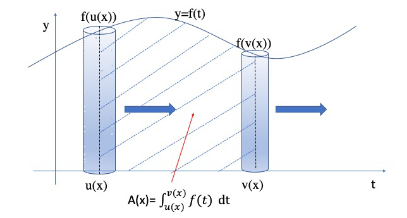 f(u(x)) y=f(t)
y
f(v(x))
u(x) v(x) t
A(x)= ∫_{u(x)}^{v(x)} f(t) dt